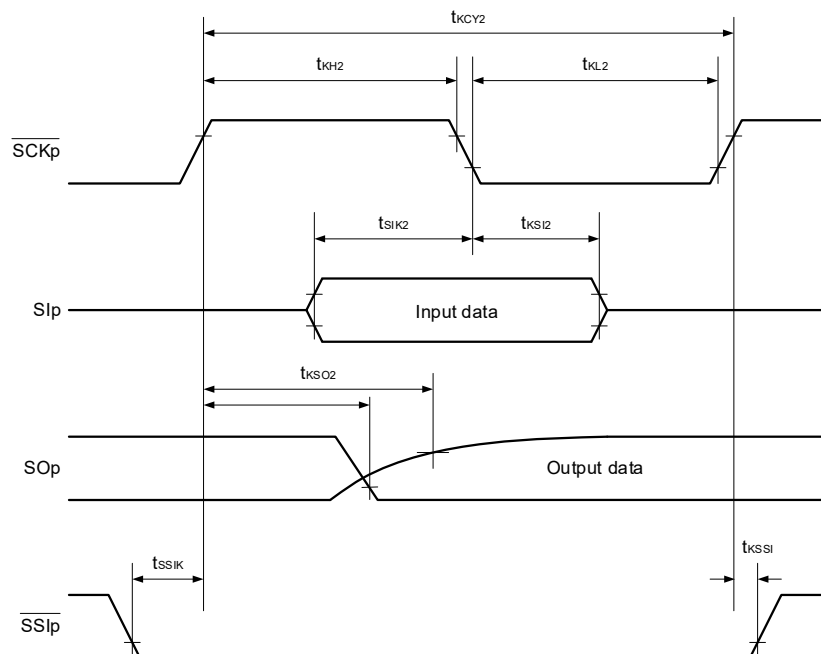 tKCY2
tKH2
tKL2
SCKp
tSIK2
tKSI2
SIp
Input data
tKSO2
SOp
Output data
tSSIK
tKSSI
SSIp